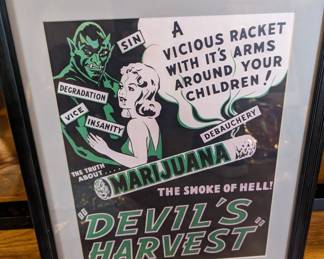 A
VICIOUS RACKET
WITH IT'S ARMS
AROUND YOUR
CHILDREN!
SIN
DEGRADATION
VICE
INSANITY
DEBAUCHERY
THE TRUTH
ABOUT....
MARIJUANA
THE SMOKE OF HELL!
"DEVIL'S
HARVEST"